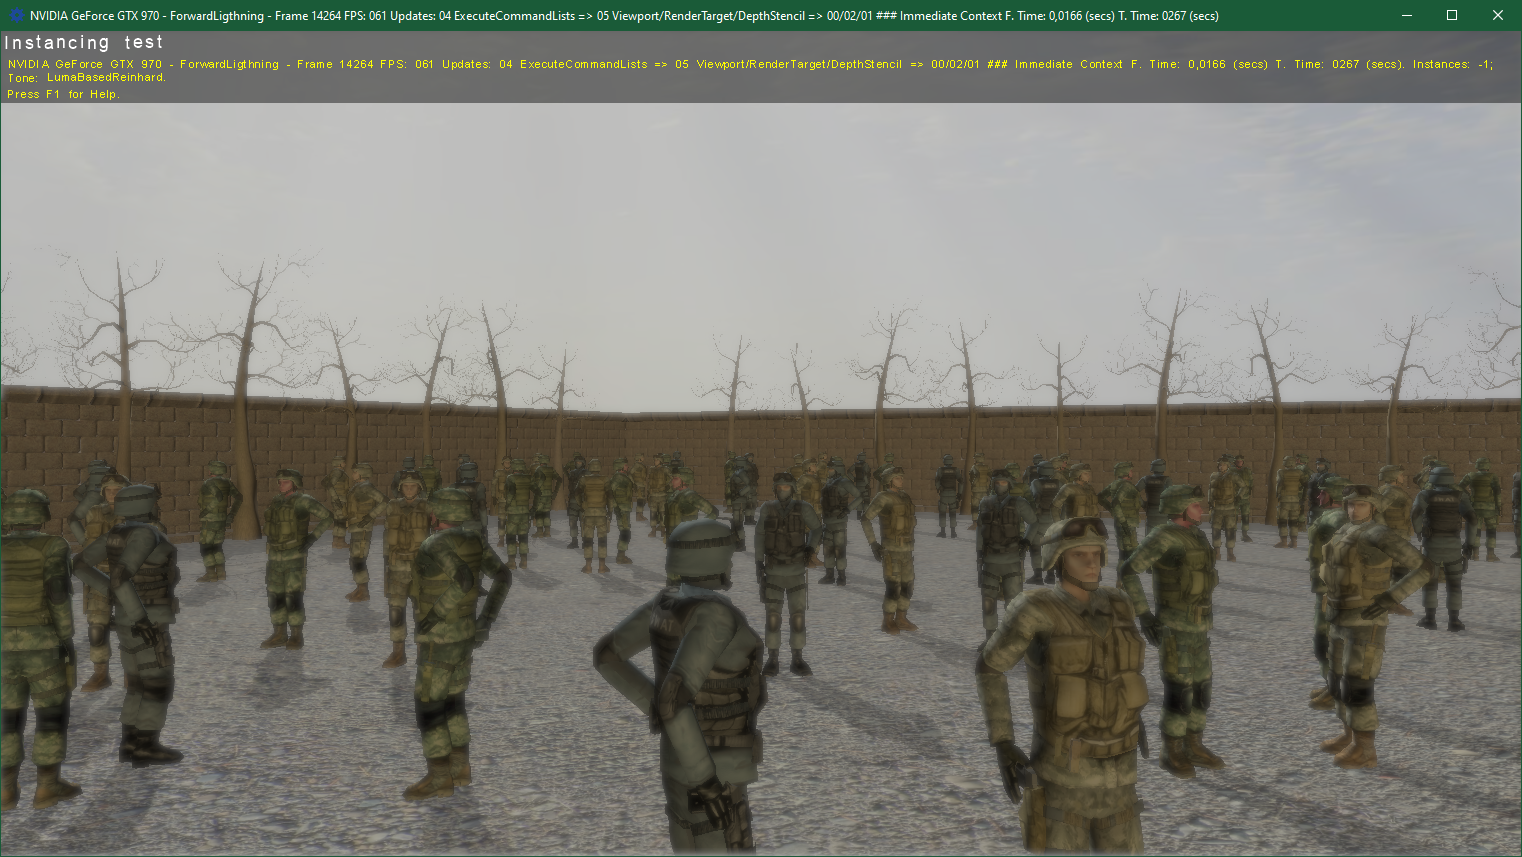 NVIDIA GeForce GTX 970 - ForwardLigthning - Frame 14264 FPS: 061 Updates: 04 ExecuteCommandLists => 05 Viewport/RenderTarget/DepthStencil => 00/02/01 ### Immediate Context F. Time: 0,0166 (secs) T. Time: 0267 (secs)
Instancing test
NVIDIA GeForce GTX 970 - ForwardLigthning - Frame 14264 FPS: 061 Updates: 04 ExecuteCommandLists => 05 Viewport/RenderTarget/DepthStencil => 00/02/01 ### Immediate Context F. Time: 0,0166 (secs) T. Time: 0267 (secs). Instances: -1;
Tone: LumaBasedReinhard.
Press F1 for Help.